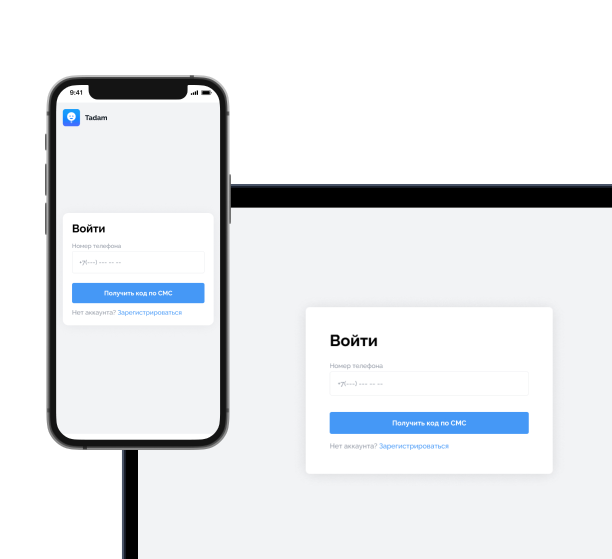 9:41
Tadam
Войти
Номер телефона
+7(---) --- -- --
Получить код по СМС
Нет аккаунта? Зарегистрироваться
Войти
Номер телефона
+7(---) --- -- --
Получить код по СМС
Нет аккаунта? Зарегистрироваться